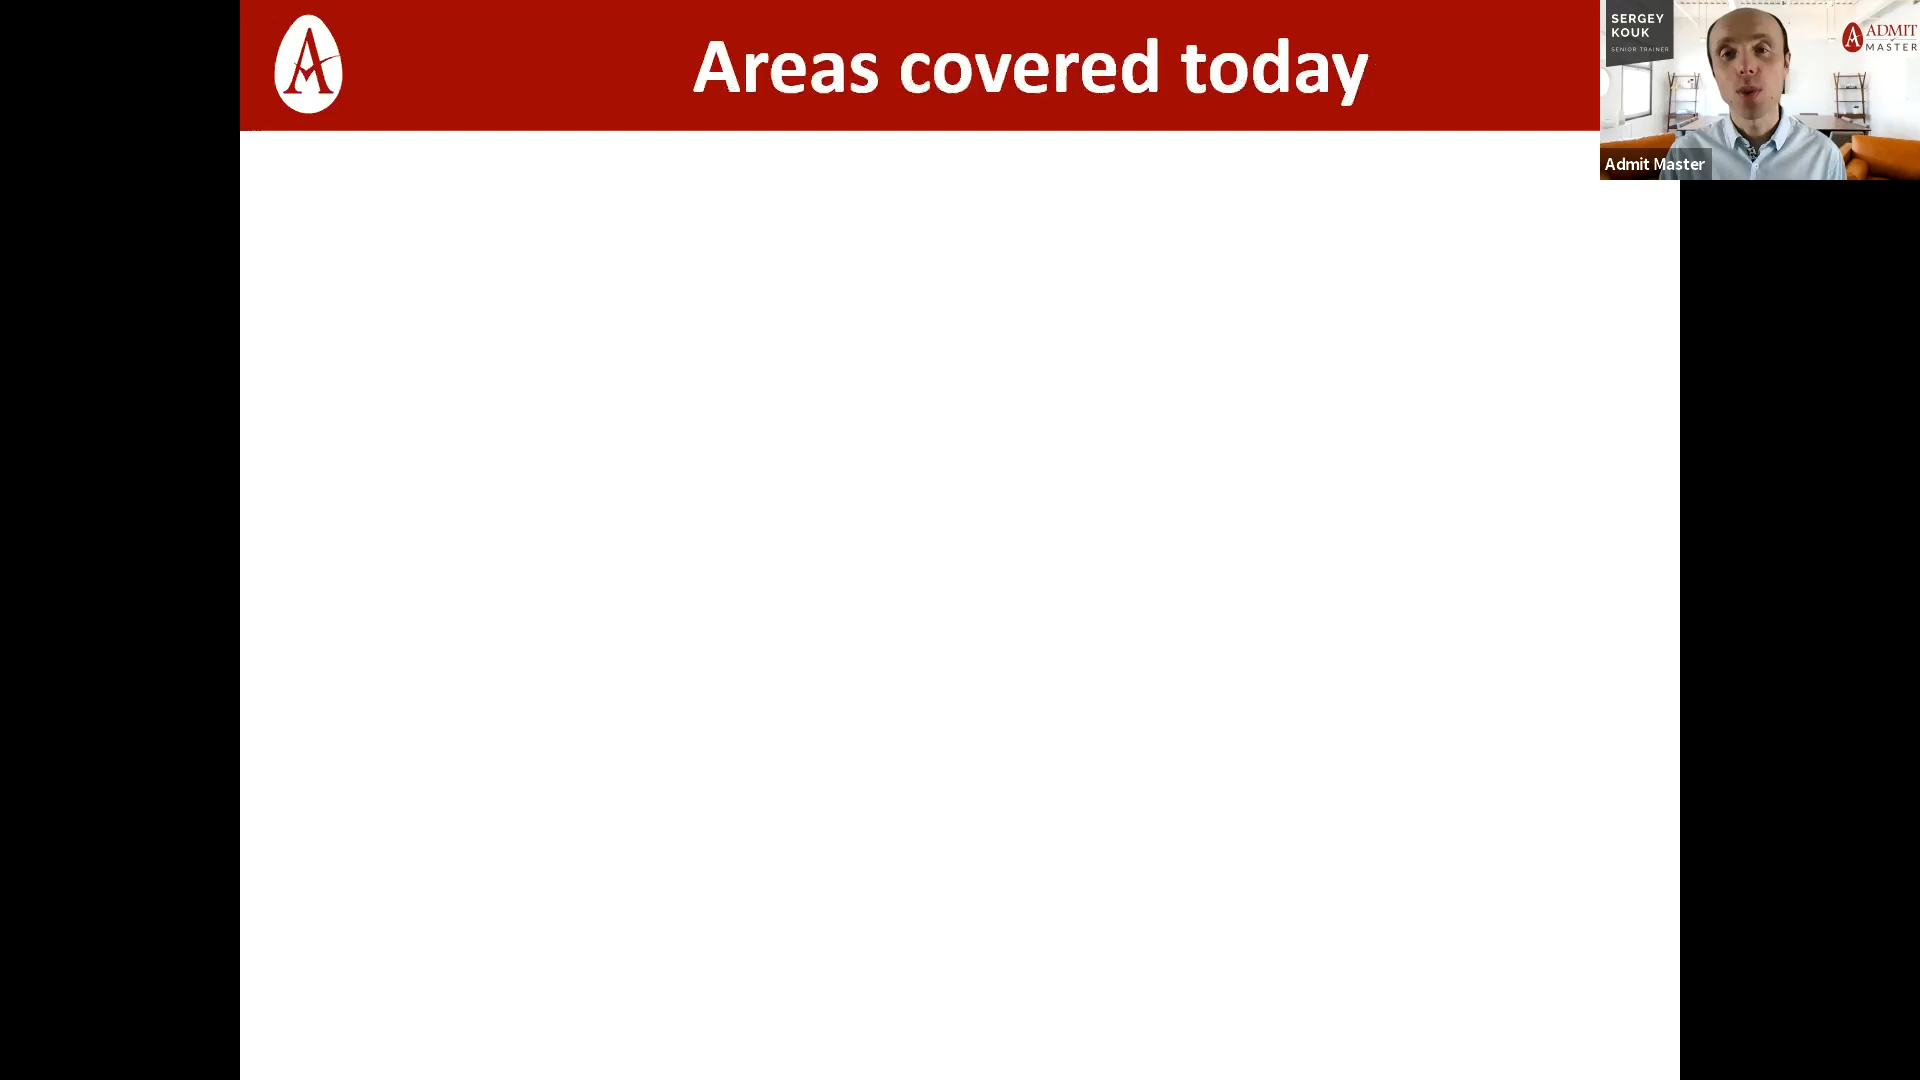 Areas covered today
SERGEY
KOUK
SENIOR TRAINER
ADMIT
MASTER
Admit Master